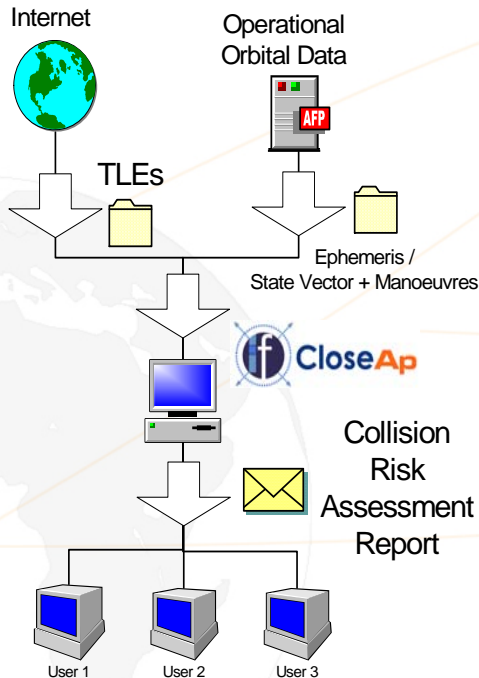 Internet
Operational
Orbital Data
AFP
TLEs
Ephemeris /
State Vector + Manoeuvres
f CloseAp
Collision
Risk
Assessment
Report
User 1
User 2
User 3